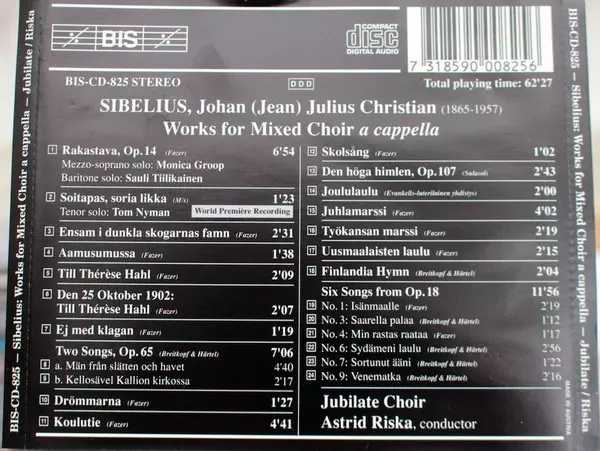 BIS
COMPACT
disc
DIGITAL AUDIO
7 318590 008256
BIS-CD-825 STEREO
DDD
Total playing time: 62'27
SIBELIUS, Johan (Jean) Julius Christian (1865-1957)
Works for Mixed Choir a cappella
1 Rakastava, Op.14 (Fazer) 6'54
Mezzo-soprano solo: Monica Groop
Baritone solo: Sauli Tiilikainen
2 Soitapas, soria likka (M/s) 1'23
Tenor solo: Tom Nyman World Première Recording
3 Ensam i dunkla skogarnas famn (Fazer) 2'31
4 Aamusumussa (Fazer) 1'38
5 Till Thérèse Hahl (Fazer) 2'09
6 Den 25 Oktober 1902:
Till Thérèse Hahl (Fazer) 2'07
7 Ej med klagan (Fazer) 1'19
Two Songs, Op.65 (Breitkopf & Härtel) 7'06
8 a. Män från slätten och havet 4'40
9 b. Kellosävel Kallion kirkossa 2'17
10 Drömmarna (Fazer) 1'27
11 Koulutie (Fazer) 4'41
12 Skolsång (Fazer) 1'02
13 Den höga himlen, Op.107 (Sulasol) 2'43
14 Joululaulu (Evankelis-luterilainen yhdistys) 2'00
15 Juhlamarssi (Fazer) 4'02
16 Työkansan marssi (Fazer) 2'19
17 Uusmaalaisten laulu (Fazer) 2'15
18 Finlandia Hymn (Breitkopf & Härtel) 2'04
Six Songs from Op.18 11'56
19 No. 1: Isänmaalle (Fazer) 2'19
20 No. 3: Saarella palaa (Breitkopf & Härtel) 1'12
21 No. 4: Min rastas raataa (Breitkopf & Härtel) 1'17
22 No. 6: Sydämeni laulu (Breitkopf & Härtel) 2'56
23 No. 7: Sortunut ääni (Breitkopf & Härtel) 1'22
24 No. 9: Venematka (Breitkopf & Härtel) 2'16
Jubilate Choir
Astrid Riska, conductor
MADE IN AUSTRIA
BIS-CD-825 – Sibelius: Works for Mixed Choir a cappella – Jubilate / Riska
BIS-CD-825 – Sibelius: Works for Mixed Choir a cappella – Jubilate / Riska